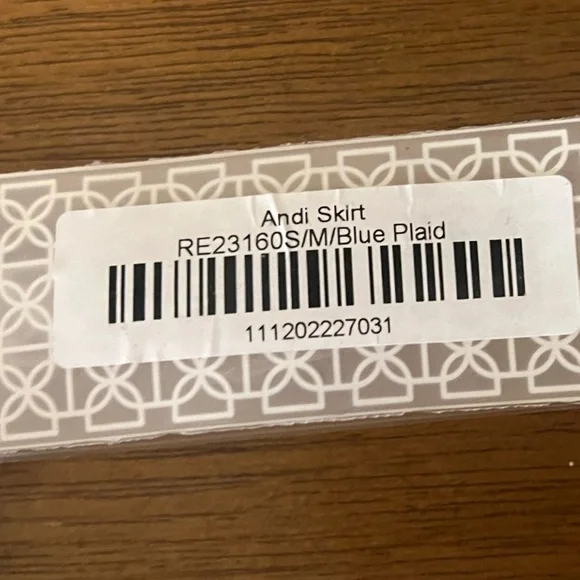 Andi Skirt
RE23160S/M/Blue Plaid
111202227031